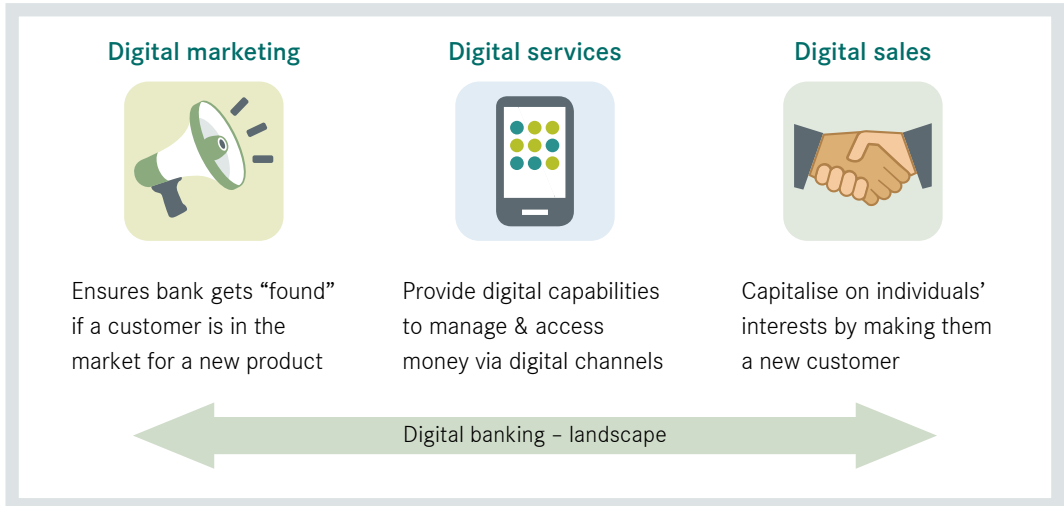 Digital marketing
Ensures bank gets “found”
if a customer is in the
market for a new product
Digital services
Provide digital capabilities
to manage & access
money via digital channels
Digital sales
Capitalise on individuals’
interests by making them
a new customer
Digital banking – landscape